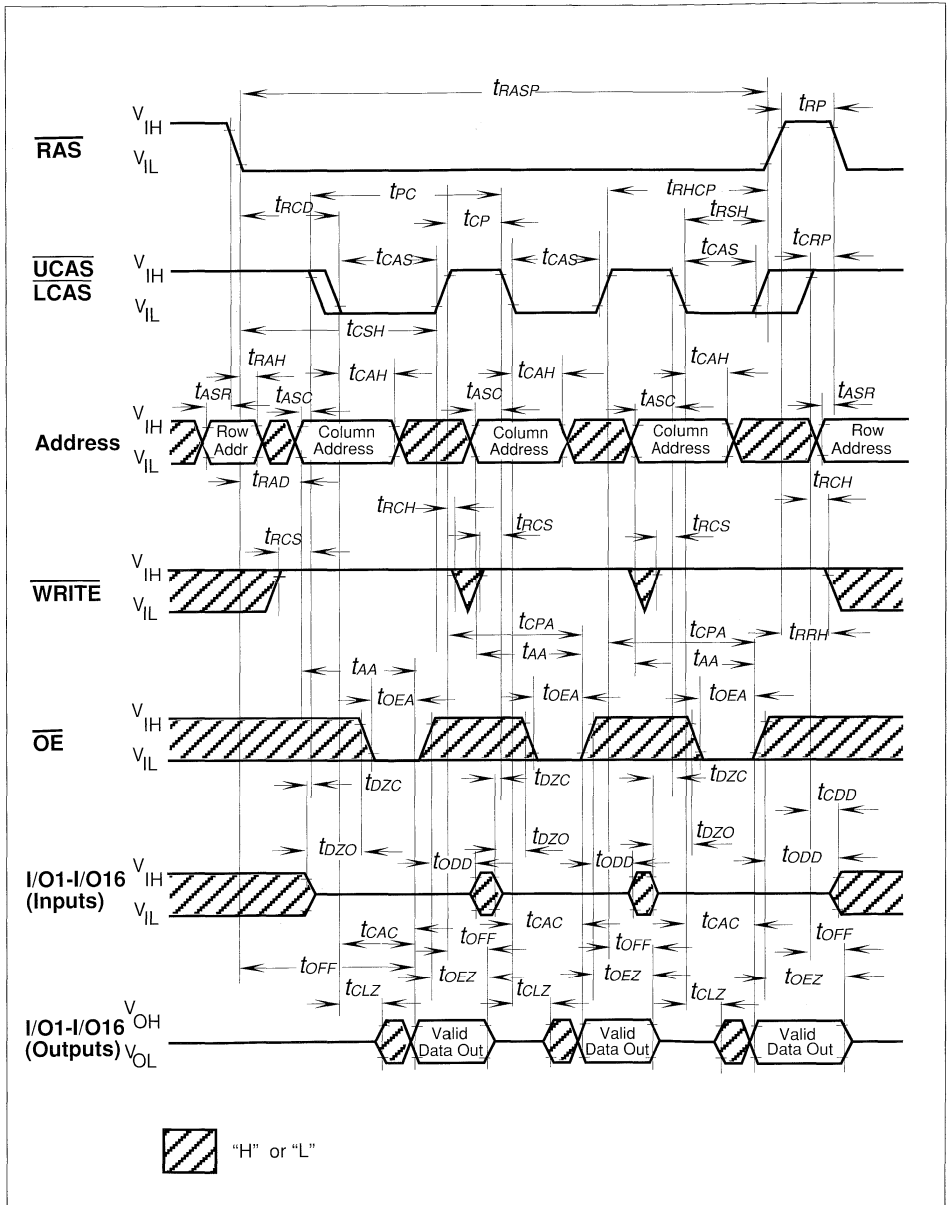 tRASP
tRP
RAS
VIH
VIL
tRCD
tPC
tCP
tRHCP
tRSH
tCRP
UCAS
LCAS
VIH
VIL
tCAS
tCAS
tCAS
tCSH
tRAH
tASR
tASC
tCAH
tASC
tCAH
tASC
tCAH
tASR
Address
VIH
VIL
Row
Addr
Column
Address
Column
Address
Column
Address
Row
Address
tRAD
tRCH
tRCH
tRCS
tRCS
tRCS
WRITE
VIH
VIL
tCPA
tCPA
tRRH
tAA
tAA
tAA
tOEA
tOEA
tOEA
OE
VIH
VIL
tDZC
tDZC
tDZC
tCDD
tDZO
tDZO
tDZO
tODD
tODD
tODD
I/O1-I/O16
(Inputs)
VIH
VIL
tCAC
tCAC
tCAC
tOFF
tOFF
tOFF
tOFF
tOEZ
tOEZ
tOEZ
tCLZ
tCLZ
tCLZ
I/O1-I/O16
(Outputs)
VOH
VOL
Valid
Data Out
Valid
Data Out
Valid
Data Out
"H" or "L"